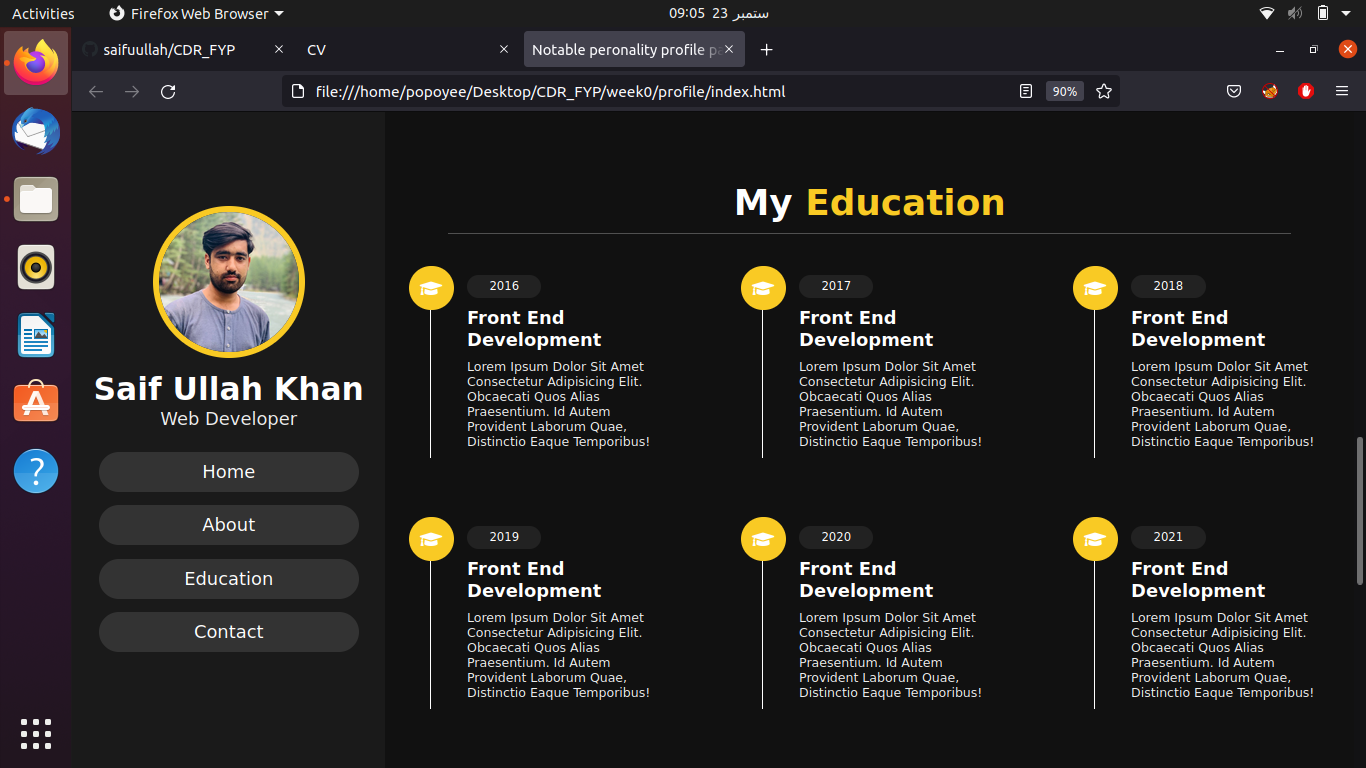 Activities
Firefox Web Browser
09:05 23 ستمبر
saifuullah/CDR_FYP
CV
Notable peronality profile pa
file:///home/popoyee/Desktop/CDR_FYP/week0/profile/index.html
90%
Saif Ullah Khan
Web Developer
Home
About
Education
Contact
My Education
2016
Front End
Development
Lorem Ipsum Dolor Sit Amet
Consectetur Adipisicing Elit.
Obcaecati Quos Alias
Praesentium. Id Autem
Provident Laborum Quae,
Distinctio Eaque Temporibus!
2017
Front End
Development
Lorem Ipsum Dolor Sit Amet
Consectetur Adipisicing Elit.
Obcaecati Quos Alias
Praesentium. Id Autem
Provident Laborum Quae,
Distinctio Eaque Temporibus!
2018
Front End
Development
Lorem Ipsum Dolor Sit Amet
Consectetur Adipisicing Elit.
Obcaecati Quos Alias
Praesentium. Id Autem
Provident Laborum Quae,
Distinctio Eaque Temporibus!
2019
Front End
Development
Lorem Ipsum Dolor Sit Amet
Consectetur Adipisicing Elit.
Obcaecati Quos Alias
Praesentium. Id Autem
Provident Laborum Quae,
Distinctio Eaque Temporibus!
2020
Front End
Development
Lorem Ipsum Dolor Sit Amet
Consectetur Adipisicing Elit.
Obcaecati Quos Alias
Praesentium. Id Autem
Provident Laborum Quae,
Distinctio Eaque Temporibus!
2021
Front End
Development
Lorem Ipsum Dolor Sit Amet
Consectetur Adipisicing Elit.
Obcaecati Quos Alias
Praesentium. Id Autem
Provident Laborum Quae,
Distinctio Eaque Temporibus!